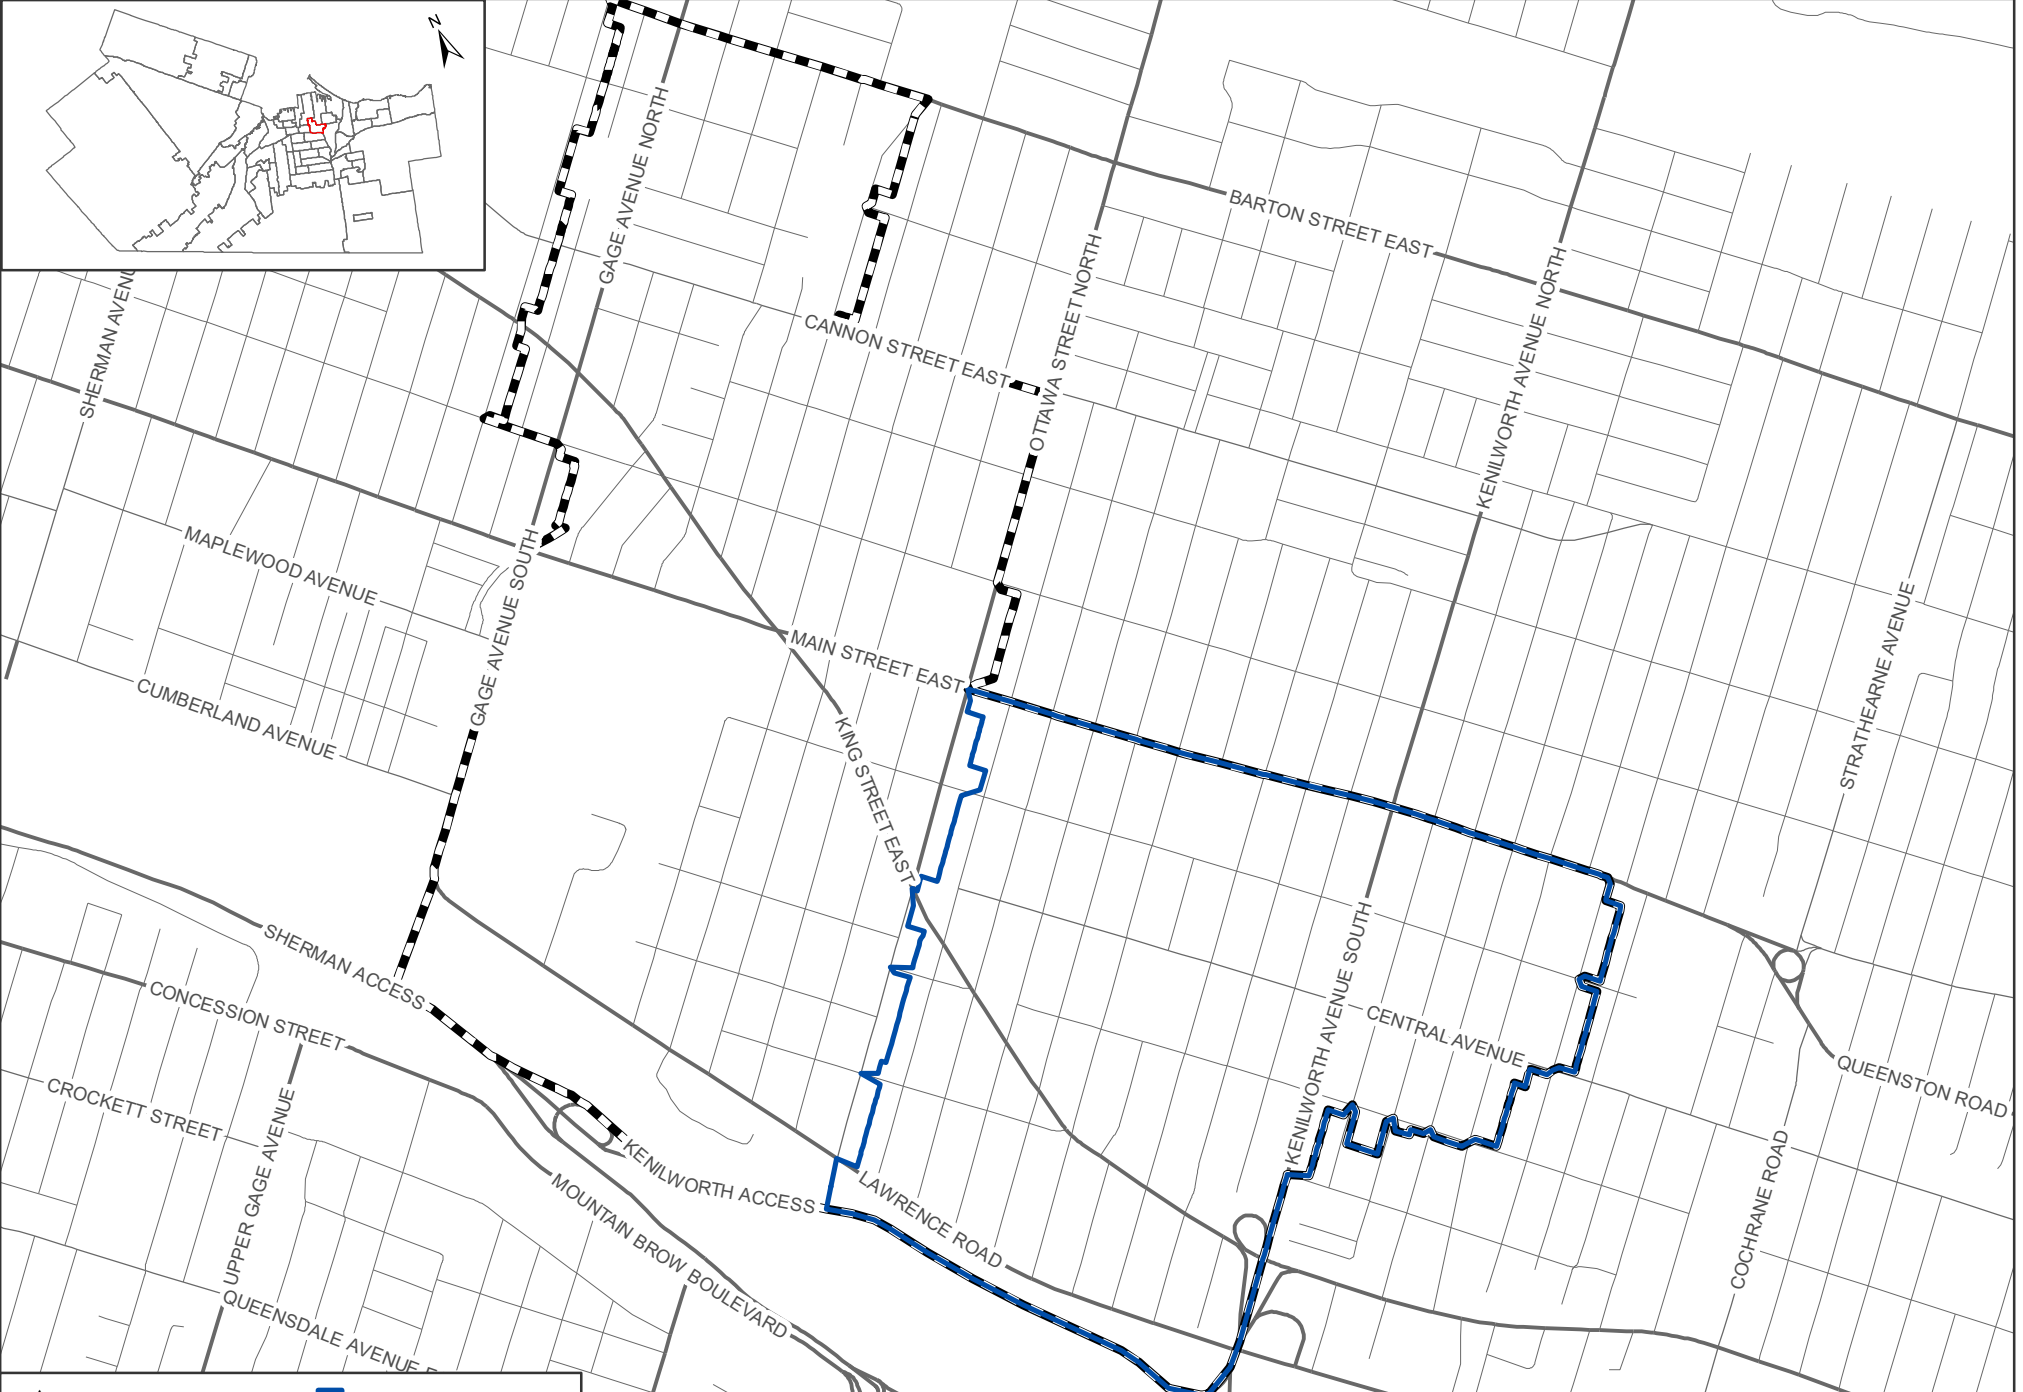 N
GAGE AVENUE NORTH
BARTON STREET EAST
SHERMAN AVENU
CANNON STREET EAST
OTTAWA STREET NORTH
KENILWORTH AVENUE NORTH
MAPLEWOOD AVENUE
GAGE AVENUE SOUTH
MAIN STREET EAST
STRATHEARNE AVENUE
CUMBERLAND AVENUE
KING STREET EAST
SHERMAN ACCESS
CONCESSION STREET
KENILWORTH AVENUE SOUTH
CENTRAL AVENUE
QUEENSTON ROAD
CROCKETT STREET
UPPER GAGE AVENUE
KENILWORTH ACCESS
LAWRENCE ROAD
MOUNTAIN BROW BOULEVARD
COCHRANE ROAD
QUEENSDALE AVENUE